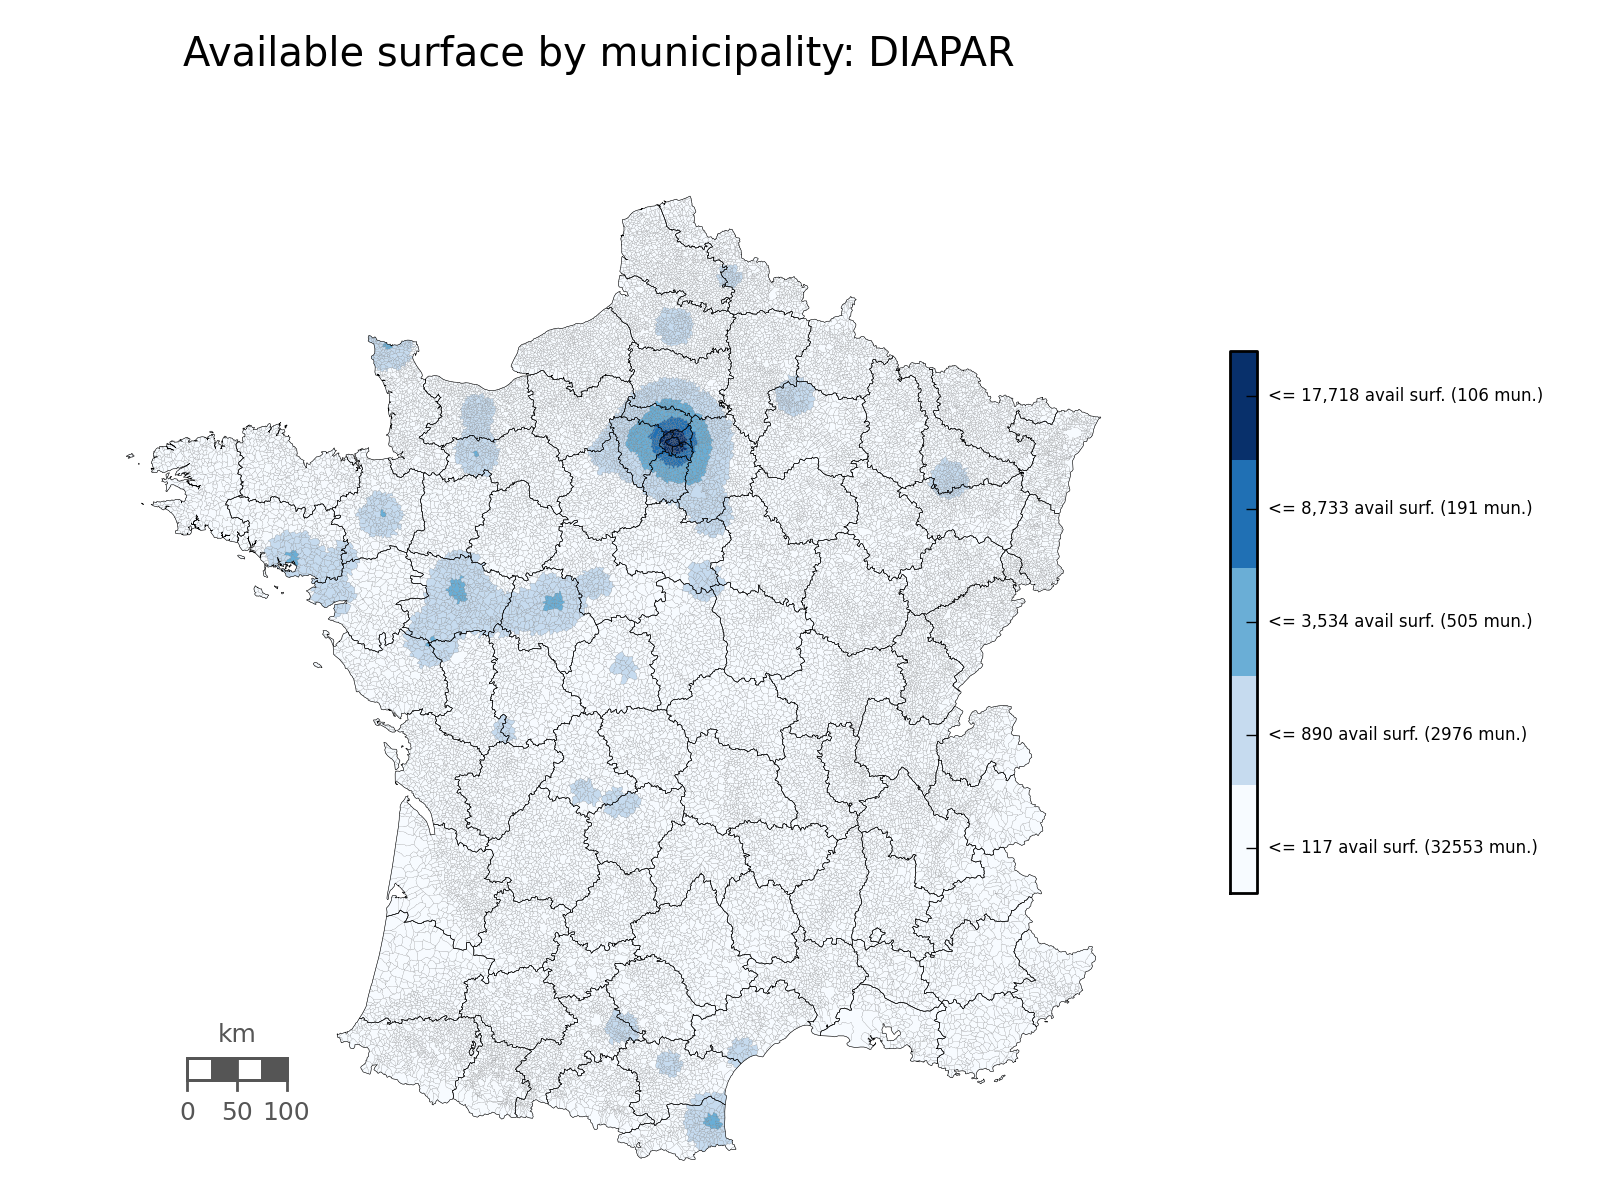 Available surface by municipality: DIAPAR
<= 17,718 avail surf. (106 mun.)
<= 8,733 avail surf. (191 mun.)
<= 3,534 avail surf. (505 mun.)
<= 890 avail surf. (2976 mun.)
<= 117 avail surf. (32553 mun.)
km
0 50 100